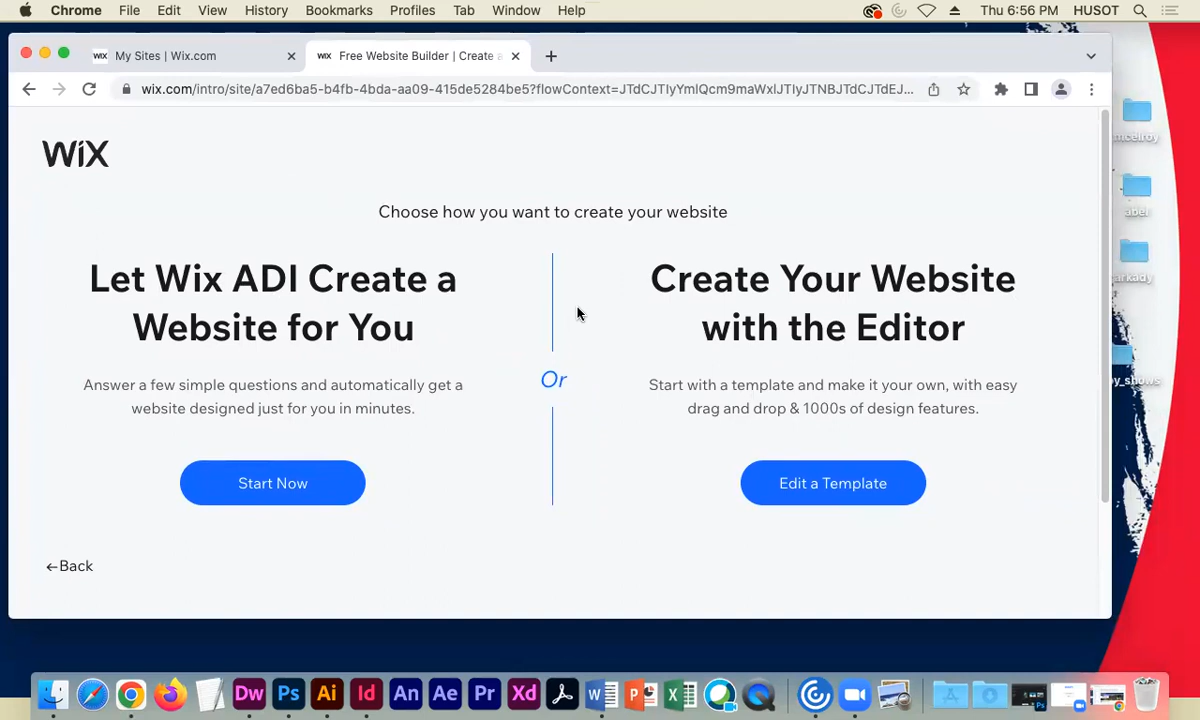 Chrome File Edit View History Bookmarks Profiles Tab Window Help Thu 6:56 PM HUSOT
WiX My Sites | Wix.com WiX Free Website Builder | Create a
wix.com/intro/site/a7ed6ba5-b4fb-4bda-aa09-415de5284be5?flowContext=JTdCJTIyYmlQcm9maWxlJTIyJTNBJTdCJTdEJ...
WiX
Choose how you want to create your website
Let Wix ADI Create a
Website for You
Answer a few simple questions and automatically get a
website designed just for you in minutes.
Start Now
Or
Create Your Website
with the Editor
Start with a template and make it your own, with easy
drag and drop & 1000s of design features.
Edit a Template
←Back
mcelroy
abel
arkady
Dw Ps Ai Id An Ae Pr Xd W P X